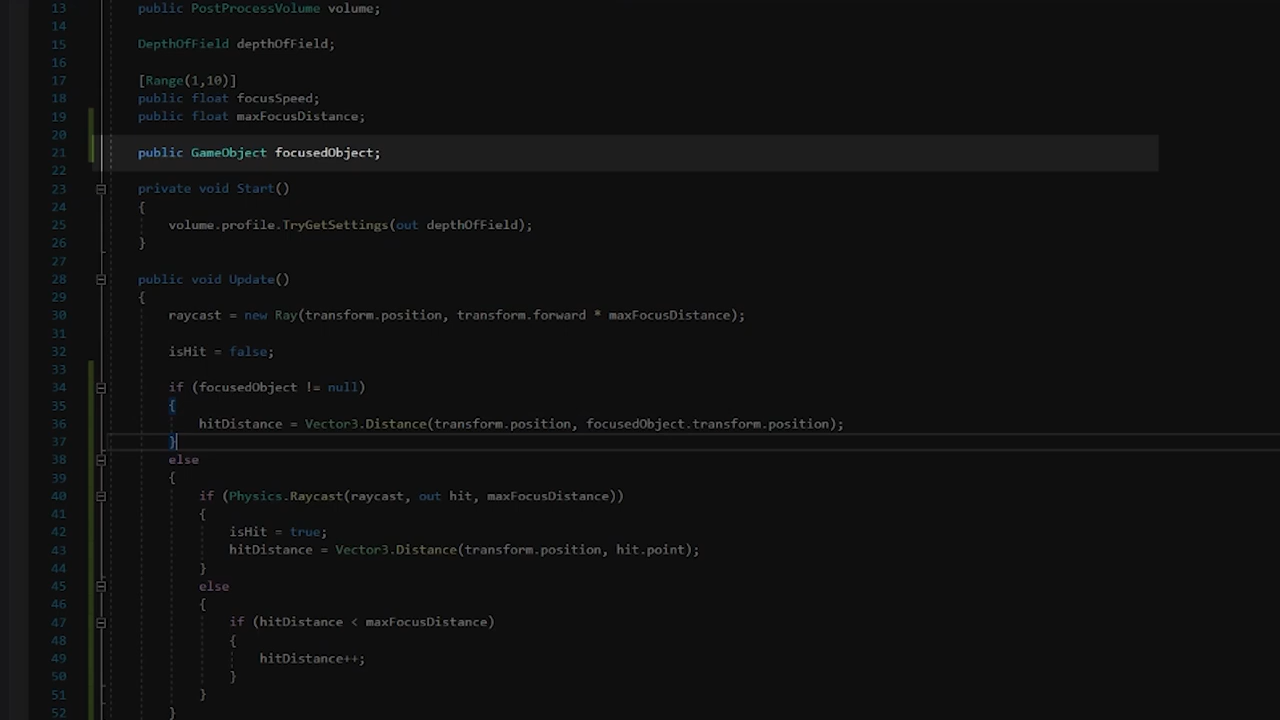 13 public PostProcessVolume volume;
14
15 DepthOfField depthOfField;
16
17 [Range(1,10)]
18 public float focusSpeed;
19 public float maxFocusDistance;
20
21 public GameObject focusedObject;
22
23 private void Start()
24 {
25 volume.profile.TryGetSettings(out depthOfField);
26 }
27
28 public void Update()
29 {
30 raycast = new Ray(transform.position, transform.forward * maxFocusDistance);
31
32 isHit = false;
33
34 if (focusedObject != null)
35 {
36 hitDistance = Vector3.Distance(transform.position, focusedObject.transform.position);
37 }
38 else
39 {
40 if (Physics.Raycast(raycast, out hit, maxFocusDistance))
41 {
42 isHit = true;
43 hitDistance = Vector3.Distance(transform.position, hit.point);
44 }
45 else
46 {
47 if (hitDistance < maxFocusDistance)
48 {
49 hitDistance++;
50 }
51 }
52 }